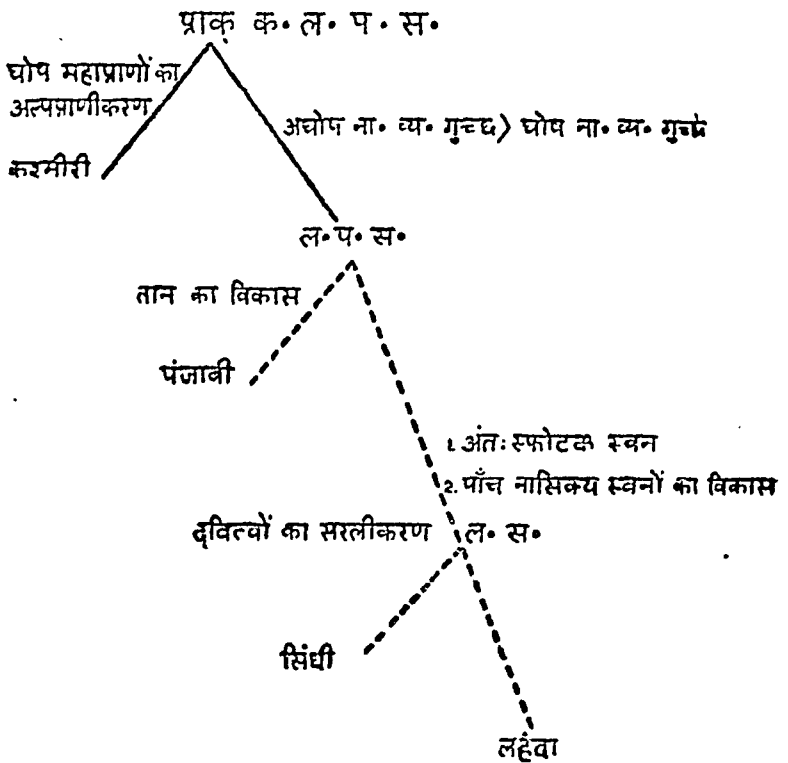 प्राक् क॰ ल॰ प॰ स॰
घोष महाप्राणों का
अल्पप्राणीकरण
अघोष ना॰ व्य॰ गुच्छ > घोष ना॰ व्य॰ गुच्छ
कश्मीरी
ल॰ प॰ स॰
तान का विकास
पंजाबी
1. अंतः स्फोटक स्वन
2. पाँच नासिक्य स्वनों का विकास
द्वित्वों का सरलीकरण
ल॰ स॰
सिंधी
लहंदा